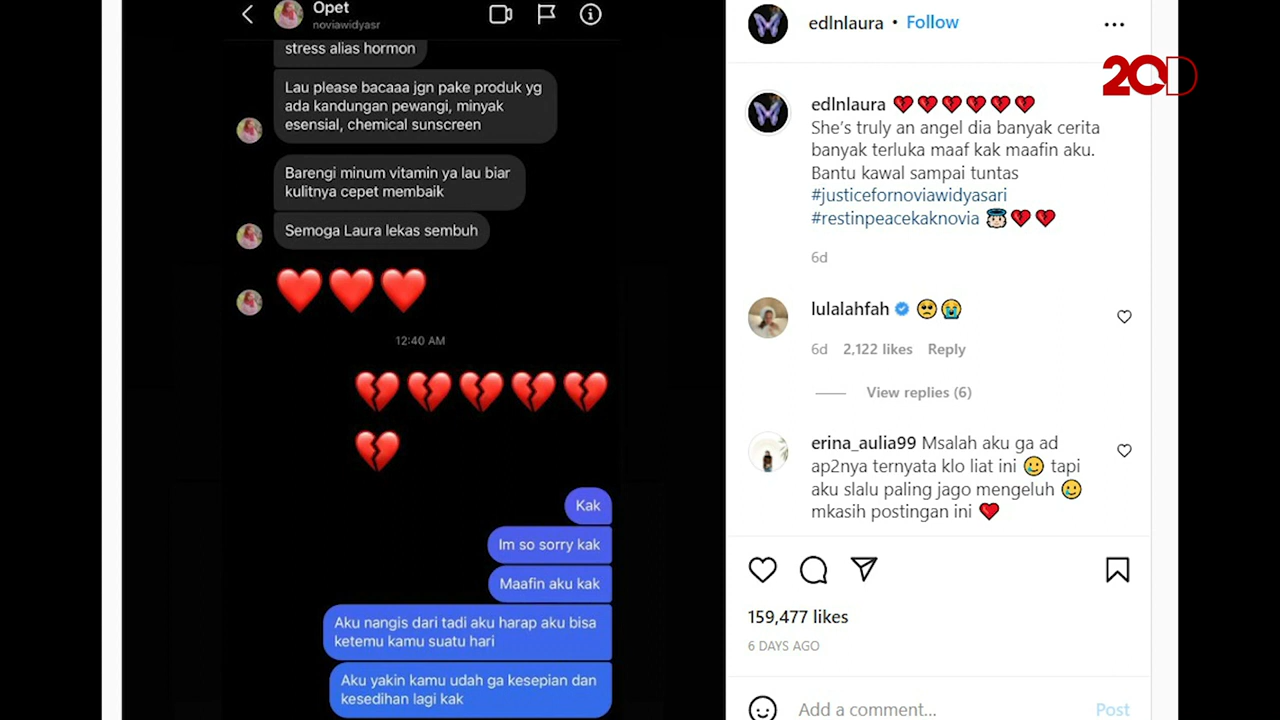 Opet
noviawidyasr
stress alias hormon
Lau please bacaaa jgn pake produk yg
ada kandungan pewangi, minyak
esensial, chemical sunscreen
Barengi minum vitamin ya lau biar
kulitnya cepet membaik
Semoga Laura lekas sembuh
❤️❤️❤️
12:40 AM
💔💔💔💔💔
💔
Kak
Im so sorry kak
Maafin aku kak
Aku nangis dari tadi aku harap aku bisa
ketemu kamu suatu hari
Aku yakin kamu udah ga kesepian dan
kesedihan lagi kak
edlnlaura • Follow
20D
edlnlaura 💔💔💔💔💔💔
She's truly an angel dia banyak cerita
banyak terluka maaf kak maafin aku.
Bantu kawal sampai tuntas
#justicefornoviawidyasari
#restinpeacekaknovia 👼💔💔
6d
lulalahfah 🥺😭
6d 2,122 likes Reply
View replies (6)
erina_aulia99 Msalah aku ga ad
ap2nya ternyata klo liat ini 🥲 tapi
aku slalu paling jago mengeluh 🥲
mkasih postingan ini ❤️
159,477 likes
6 DAYS AGO
Add a comment... Post